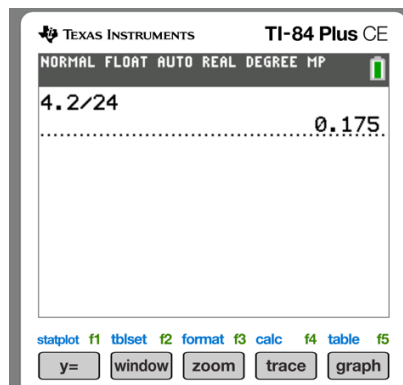 TEXAS INSTRUMENTS TI-84 Plus CE
NORMAL FLOAT AUTO REAL DEGREE MP
4.2/24
0.175
statplot f1 tblset f2 format f3 calc f4 table f5
y= window zoom trace graph